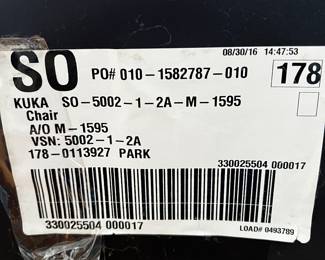 08/30/16 14:47:53
SO PO# 010-1582787-010 178
KUKA SO-5002-1-2A-M-1595
Chair
A/O M-1595
VSN: 5002-1-2A
178-0113927 PARK
330025504 000017
330025504 000017
LOAD# 0493789